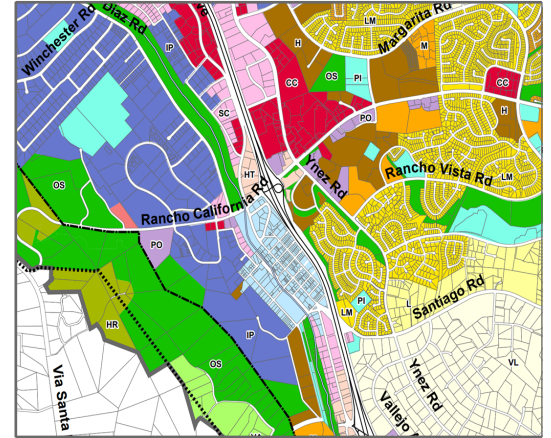 Diaz Rd
Winchester Rd
IP
H
LM
Margarita Rd
M
CC
OS
PI
CC
H
SC
PO
HT
Ynez Rd
Rancho Vista Rd
LM
OS
Rancho California Rd
PO
PI
L
Santiago Rd
LM
HR
IP
OS
VL
Via Santa
Ynez Rd
Vallejo